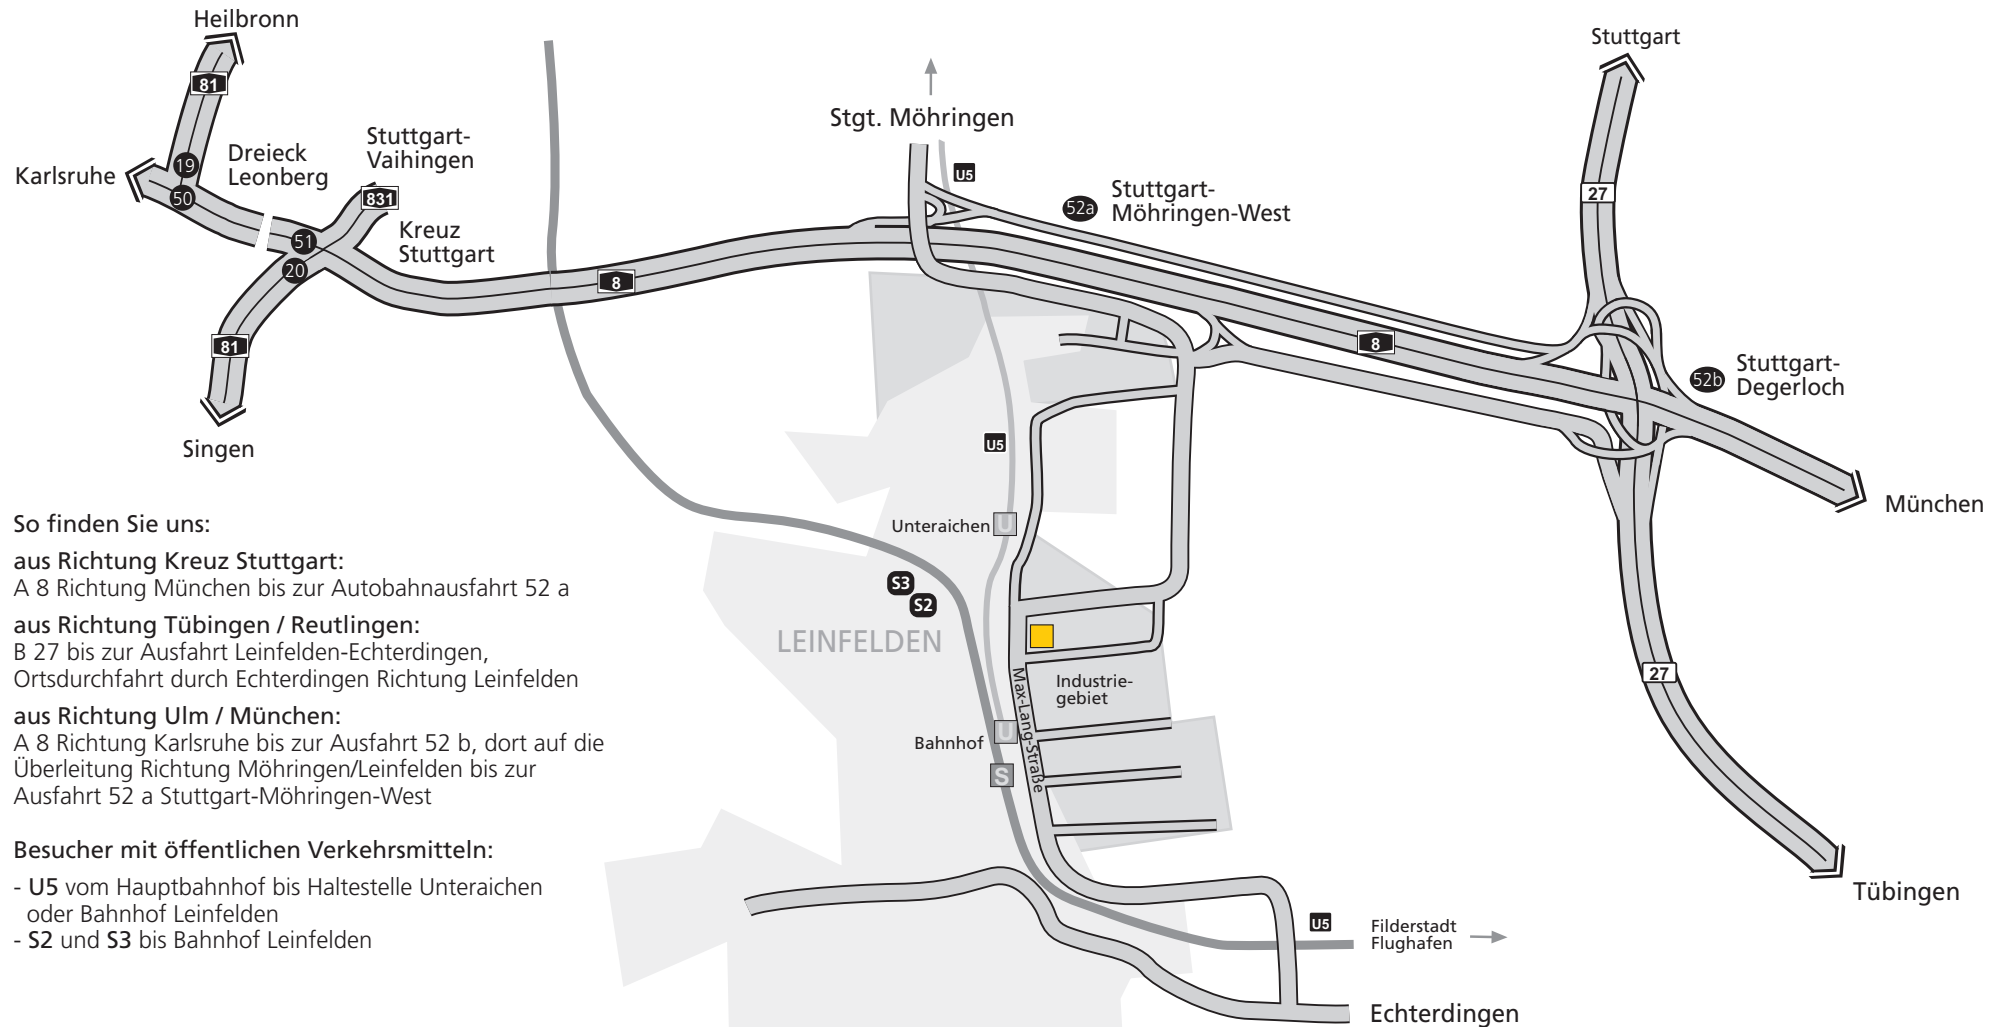 Heilbronn
81
Stuttgart
Stgt. Möhringen
Stuttgart-
Vaihingen
Dreieck
Leonberg
Karlsruhe
19
50
831
U5
52a
Stuttgart-
Möhringen-West
27
51
20
Kreuz
Stuttgart
8
8
81
52b
Stuttgart-
Degerloch
Singen
U5
München
So finden Sie uns:
aus Richtung Kreuz Stuttgart:
A 8 Richtung München bis zur Autobahnausfahrt 52 a
aus Richtung Tübingen / Reutlingen:
B 27 bis zur Ausfahrt Leinfelden-Echterdingen,
Ortsdurchfahrt durch Echterdingen Richtung Leinfelden
aus Richtung Ulm / München:
A 8 Richtung Karlsruhe bis zur Ausfahrt 52 b, dort auf die
Überleitung Richtung Möhringen/Leinfelden bis zur
Ausfahrt 52 a Stuttgart-Möhringen-West
Besucher mit öffentlichen Verkehrsmitteln:
- U5 vom Hauptbahnhof bis Haltestelle Unteraichen
oder Bahnhof Leinfelden
- S2 und S3 bis Bahnhof Leinfelden
Unteraichen
U
S3
S2
LEINFELDEN
Max-Lang-Straße
Industrie-
gebiet
27
Bahnhof
U
S
Tübingen
U5
Filderstadt
Flughafen
Echterdingen